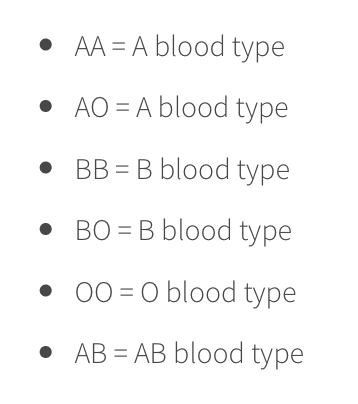 • AA = A blood type
• AO = A blood type
• BB = B blood type
• BO = B blood type
• OO = O blood type
• AB = AB blood type